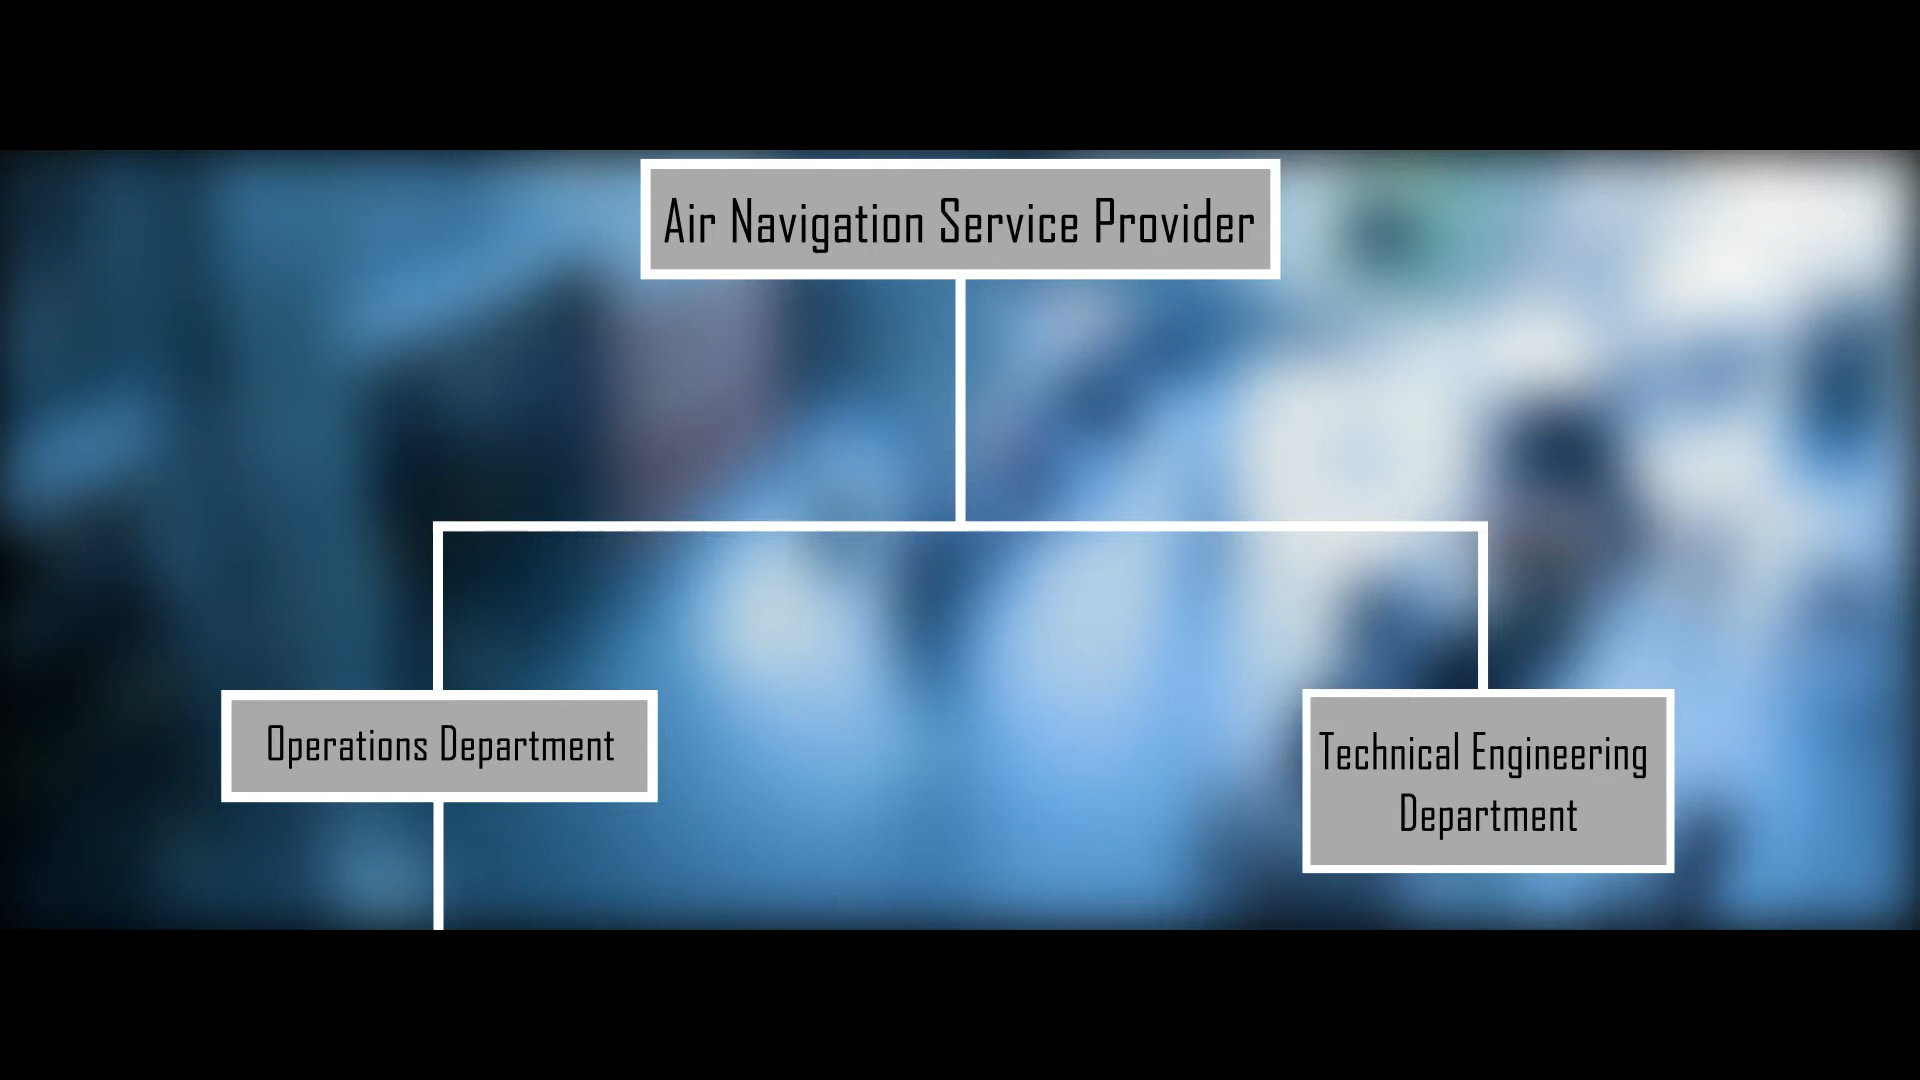 Air Navigation Service Provider
Operations Department
Technical Engineering
Department